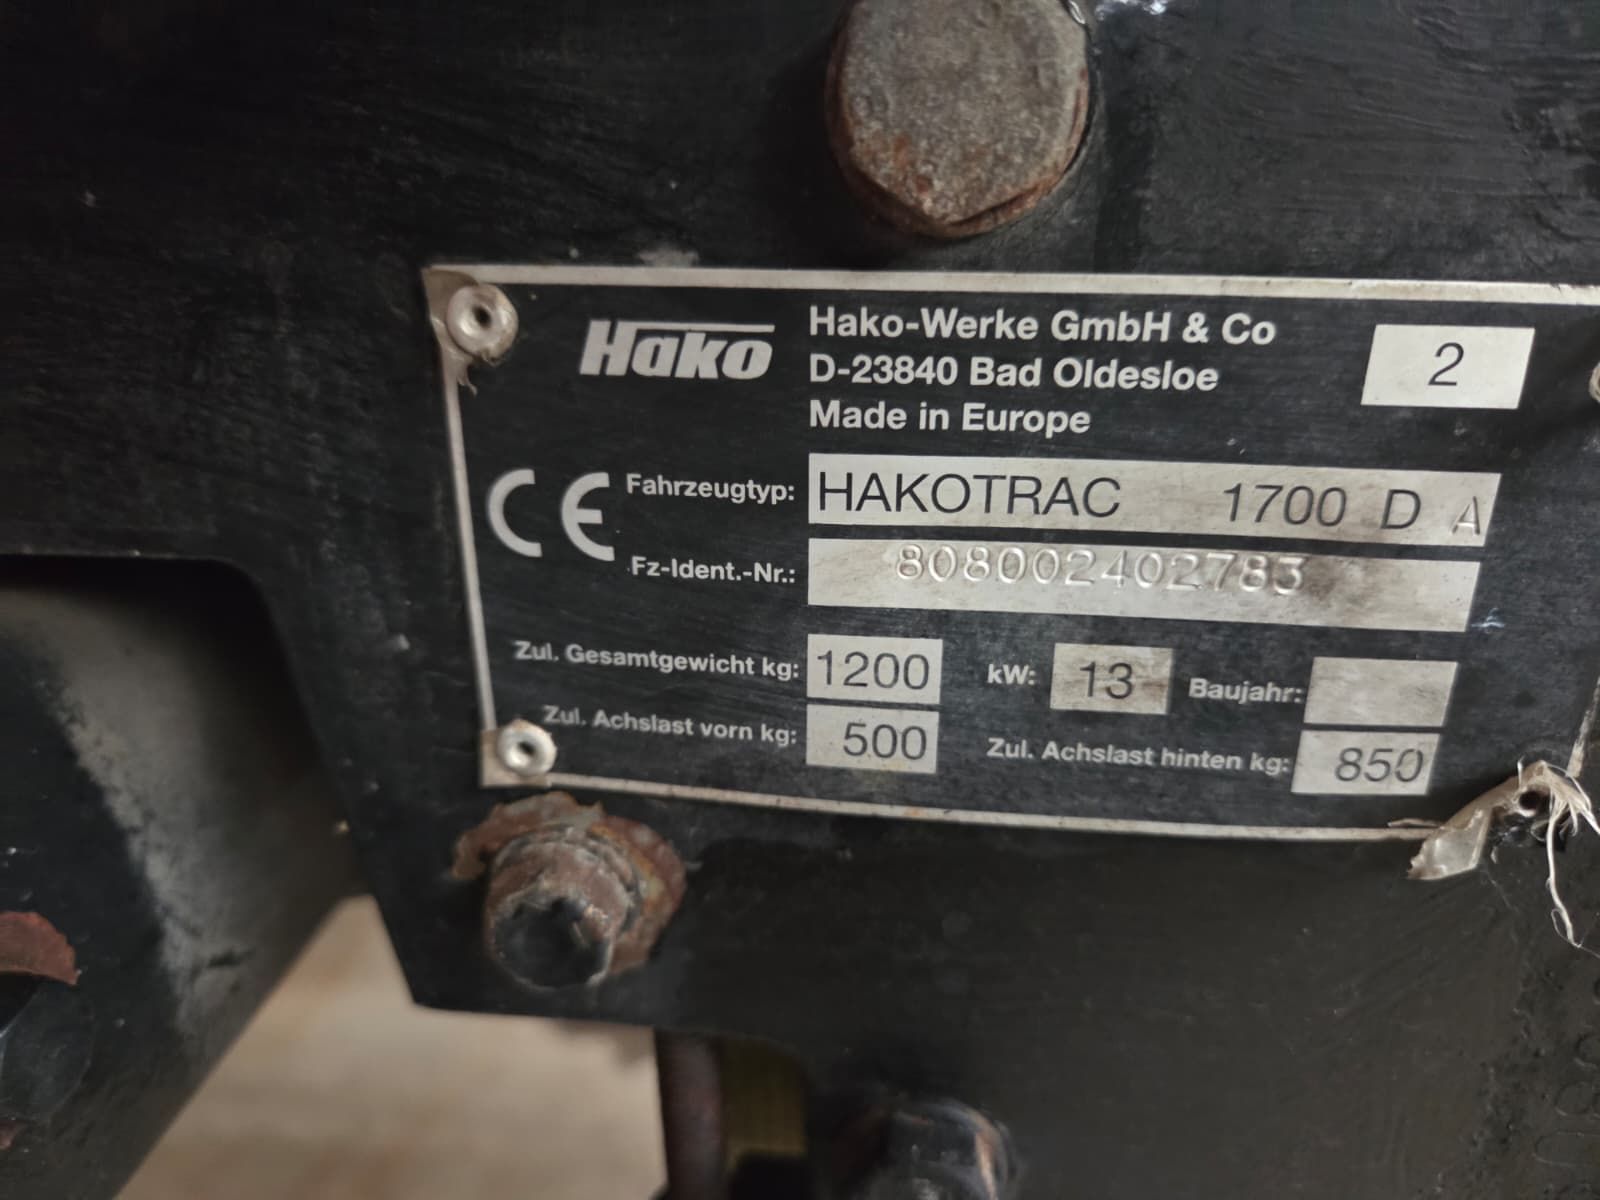 Hako
Hako-Werke GmbH & Co
D-23840 Bad Oldesloe
Made in Europe
2
CE
Fahrzeugtyp: HAKOTRAC 1700 D A
Fz-Ident.-Nr.: 808002402783
Zul. Gesamtgewicht kg: 1200 kW: 13 Baujahr:
Zul. Achslast vorn kg: 500 Zul. Achslast hinten kg: 850